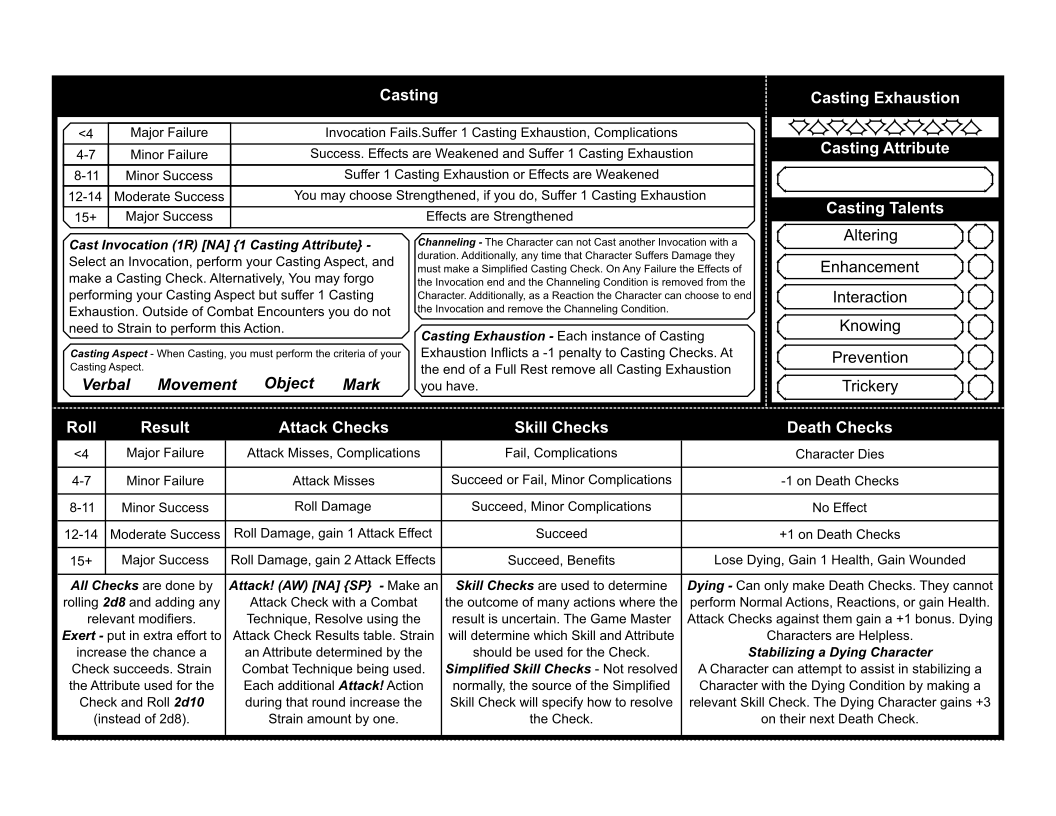 Casting
<4 Major Failure Invocation Fails.Suffer 1 Casting Exhaustion, Complications
4-7 Minor Failure Success. Effects are Weakened and Suffer 1 Casting Exhaustion
8-11 Minor Success Suffer 1 Casting Exhaustion or Effects are Weakened
12-14 Moderate Success You may choose Strengthened, if you do, Suffer 1 Casting Exhaustion
15+ Major Success Effects are Strengthened
Cast Invocation (1R) [NA] {1 Casting Attribute} -
Select an Invocation, perform your Casting Aspect, and
make a Casting Check. Alternatively, You may forgo
performing your Casting Aspect but suffer 1 Casting
Exhaustion. Outside of Combat Encounters you do not
need to Strain to perform this Action.
Casting Aspect - When Casting, you must perform the criteria of your
Casting Aspect.
Verbal Movement Object Mark
Channeling - The Character can not Cast another Invocation with a
duration. Additionally, any time that Character Suffers Damage they
must make a Simplified Casting Check. On Any Failure the Effects of
the Invocation end and the Channeling Condition is removed from the
Character. Additionally, as a Reaction the Character can choose to end
the Invocation and remove the Channeling Condition.
Casting Exhaustion - Each instance of Casting
Exhaustion Inflicts a -1 penalty to Casting Checks. At
the end of a Full Rest remove all Casting Exhaustion
you have.
Casting Exhaustion
Casting Attribute
Casting Talents
Altering
Enhancement
Interaction
Knowing
Prevention
Trickery
Roll Result Attack Checks Skill Checks Death Checks
<4 Major Failure Attack Misses, Complications Fail, Complications Character Dies
4-7 Minor Failure Attack Misses Succeed or Fail, Minor Complications -1 on Death Checks
8-11 Minor Success Roll Damage Succeed, Minor Complications No Effect
12-14 Moderate Success Roll Damage, gain 1 Attack Effect Succeed +1 on Death Checks
15+ Major Success Roll Damage, gain 2 Attack Effects Succeed, Benefits Lose Dying, Gain 1 Health, Gain Wounded
All Checks are done by
rolling 2d8 and adding any
relevant modifiers.
Exert - put in extra effort to
increase the chance a
Check succeeds. Strain
the Attribute used for the
Check and Roll 2d10
(instead of 2d8).
Attack! (AW) [NA] {SP} - Make an
Attack Check with a Combat
Technique, Resolve using the
Attack Check Results table. Strain
an Attribute determined by the
Combat Technique being used.
Each additional Attack! Action
during that round increase the
Strain amount by one.
Skill Checks are used to determine
the outcome of many actions where the
result is uncertain. The Game Master
will determine which Skill and Attribute
should be used for the Check.
Simplified Skill Checks - Not resolved
normally, the source of the Simplified
Skill Check will specify how to resolve
the Check.
Dying - Can only make Death Checks. They cannot
perform Normal Actions, Reactions, or gain Health.
Attack Checks against them gain a +1 bonus. Dying
Characters are Helpless.
Stabilizing a Dying Character
A Character can attempt to assist in stabilizing a
Character with the Dying Condition by making a
relevant Skill Check. The Dying Character gains +3
on their next Death Check.